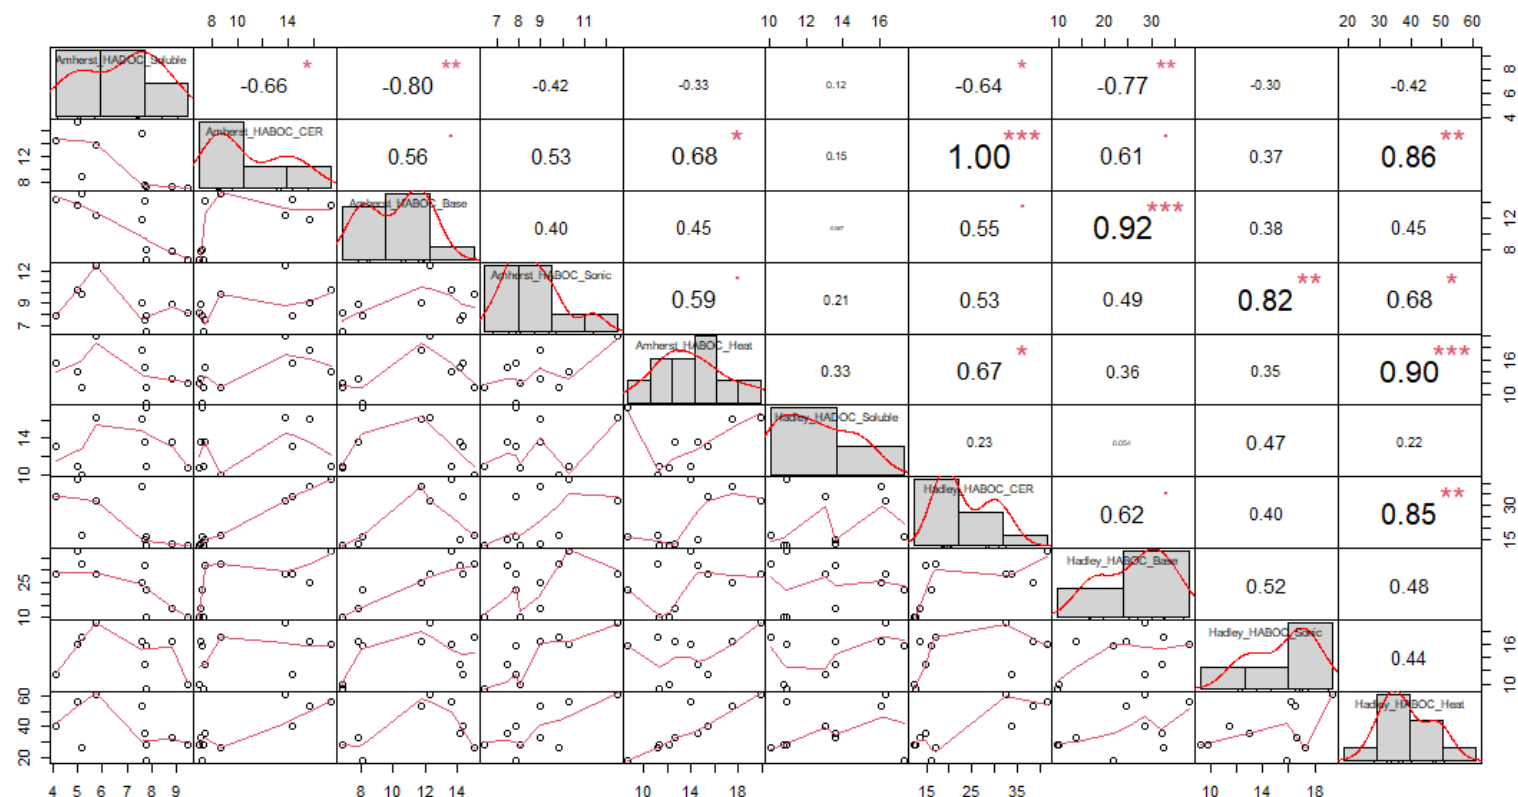 8 10 14 7 8 9 11 10 12 14 16 10 20 30 20 30 40 50 60
Amherst_HADOC_Soluble -0.66 * -0.80 ** -0.42 -0.33 0.12 -0.64 * -0.77 ** -0.30 -0.42 4 6 8
8 12 Amherst_HABOC_CER 0.56 . 0.53 0.68 * 0.15 1.00 *** 0.61 . 0.37 0.86 **
Amherst_HABOC_Base 0.40 0.45 0.55 . 0.92 *** 0.38 0.45 8 12
7 9 12 Amherst_HABOC_Sonic 0.59 . 0.21 0.53 0.49 0.82 ** 0.68 *
Amherst_HABOC_Heat 0.33 0.67 * 0.36 0.35 0.90 *** 10 16
10 14 Hadley_HADOC_Soluble 0.23 0.054 0.47 0.22
Hadley_HABOC_CER 0.62 . 0.40 0.85 ** 15 30
10 25 Hadley_HABOC_Base 0.52 0.48
Hadley_HABOC_Sonic 0.44 10 16
20 40 60 Hadley_HABOC_Heat
4 5 6 7 8 9 8 10 12 14 10 14 18 15 25 35 10 14 18